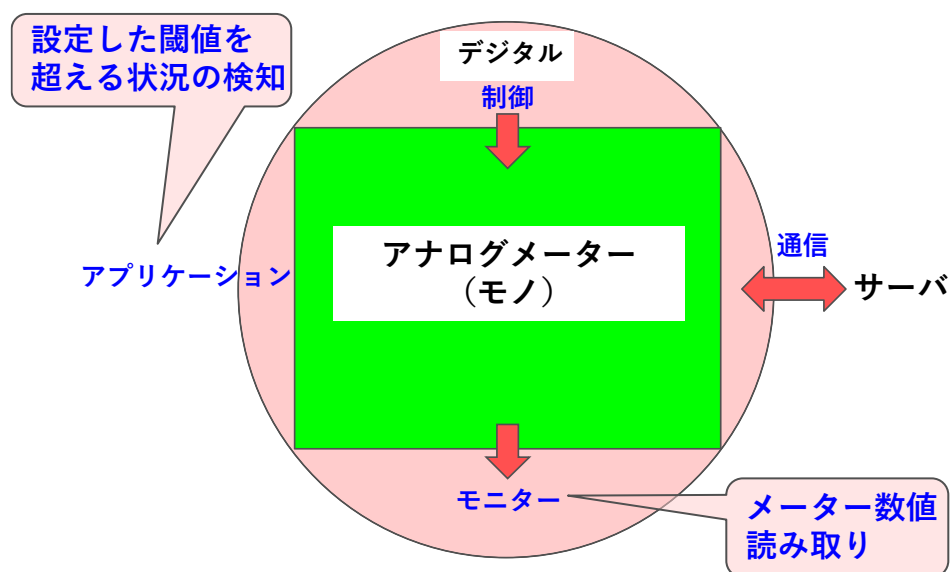 設定した閾値を
超える状況の検知
デジタル
制御
アナログメーター
（モノ）
通信
アプリケーション
サーバ
モニター
メーター数値
読み取り